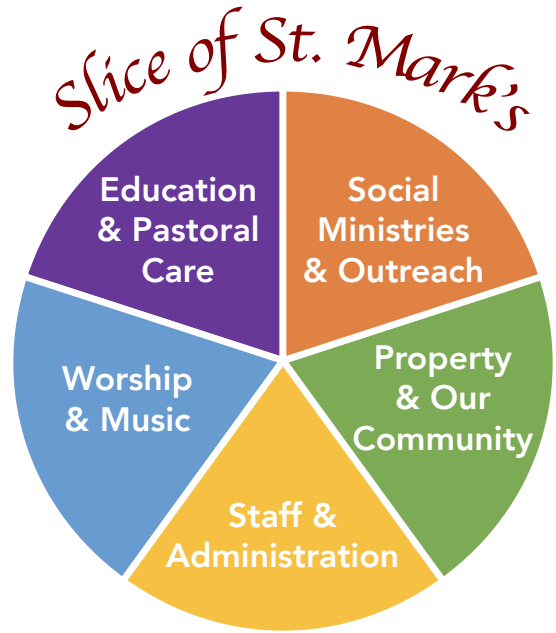 Slice of St. Mark's
Education
& Pastoral
Care
Social
Ministries
& Outreach
Worship
& Music
Property
& Our
Community
Staff &
Administration